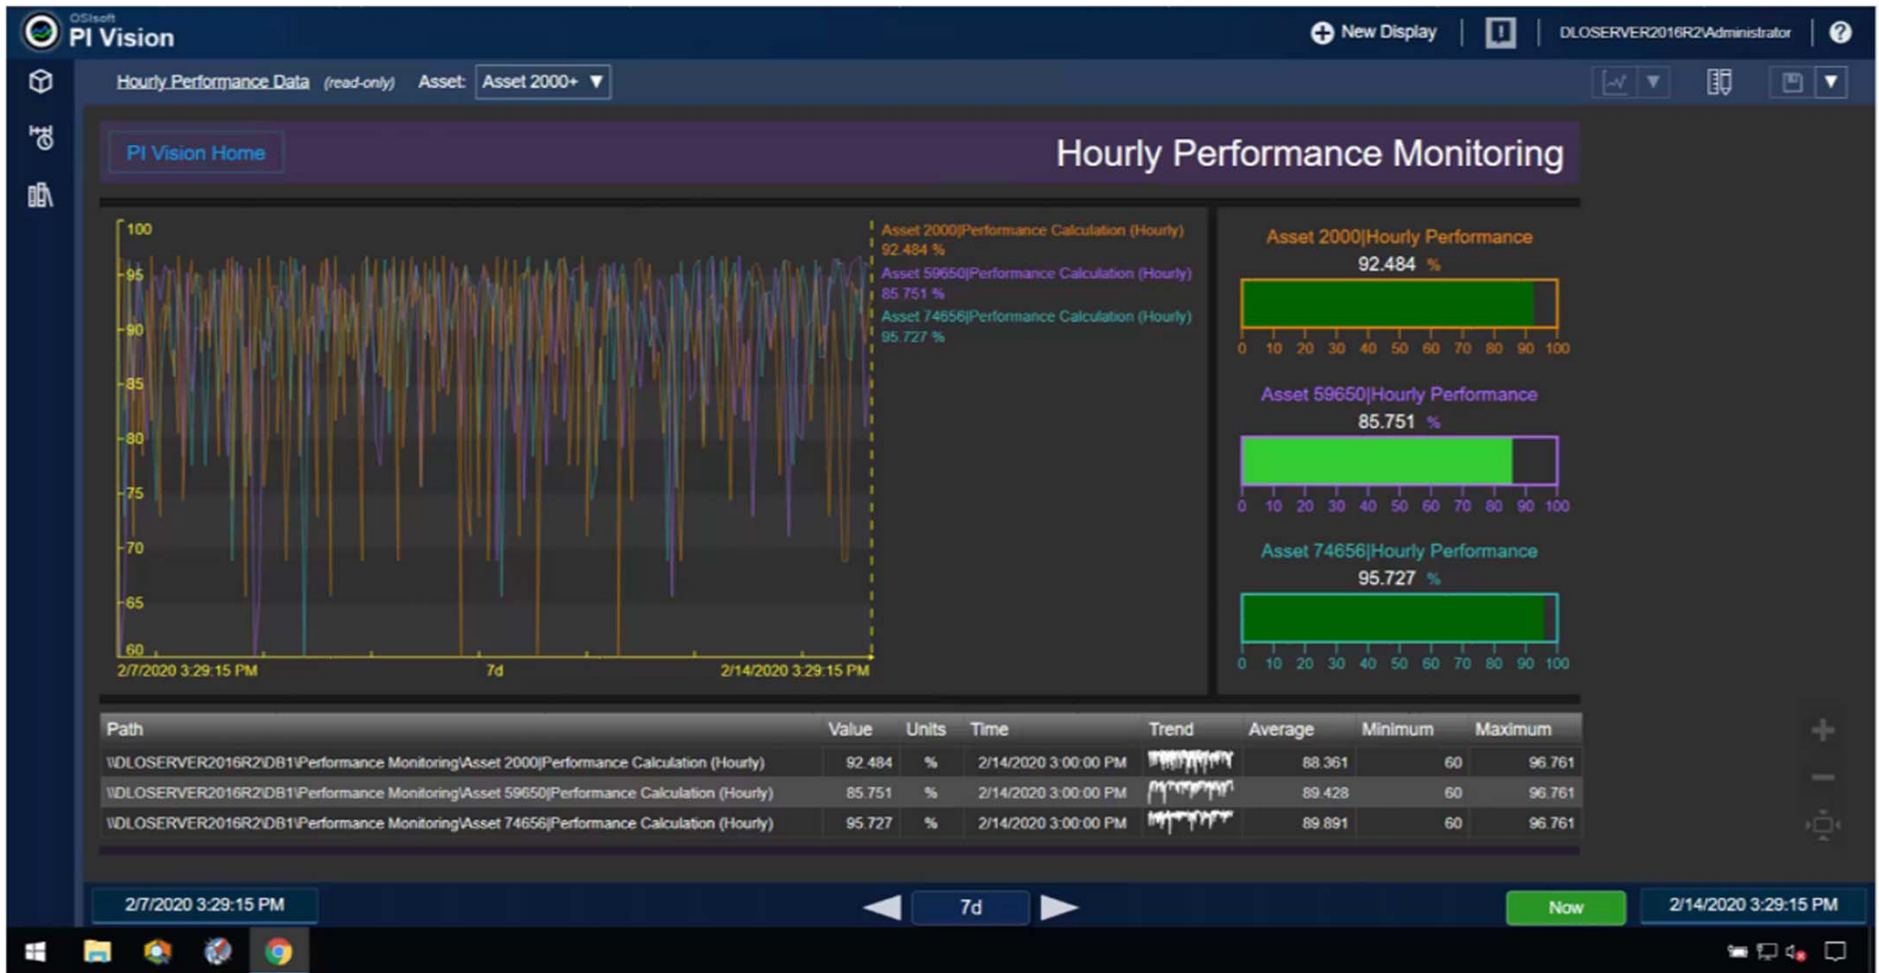 OSIsoft
PI Vision
New Display
DLOSERVER2016R2\Administrator
?
Hourly Performance Data (read-only) Asset: Asset 2000+ ▼
PI Vision Home
Hourly Performance Monitoring
100
95
90
85
80
75
70
65
60
2/7/2020 3:29:15 PM 7d 2/14/2020 3:29:15 PM
Asset 2000|Performance Calculation (Hourly)
92.484 %
Asset 59650|Performance Calculation (Hourly)
85.751 %
Asset 74656|Performance Calculation (Hourly)
95.727 %
Asset 2000|Hourly Performance
92.484 %
0 10 20 30 40 50 60 70 80 90 100
Asset 59650|Hourly Performance
85.751 %
0 10 20 30 40 50 60 70 80 90 100
Asset 74656|Hourly Performance
95.727 %
0 10 20 30 40 50 60 70 80 90 100
Path Value Units Time Trend Average Minimum Maximum
\\DLOSERVER2016R2\DB1\Performance Monitoring\Asset 2000|Performance Calculation (Hourly) 92.484 % 2/14/2020 3:00:00 PM 88.361 60 96.761
\\DLOSERVER2016R2\DB1\Performance Monitoring\Asset 59650|Performance Calculation (Hourly) 85.751 % 2/14/2020 3:00:00 PM 89.428 60 96.761
\\DLOSERVER2016R2\DB1\Performance Monitoring\Asset 74656|Performance Calculation (Hourly) 95.727 % 2/14/2020 3:00:00 PM 89.891 60 96.761
2/7/2020 3:29:15 PM 7d Now 2/14/2020 3:29:15 PM